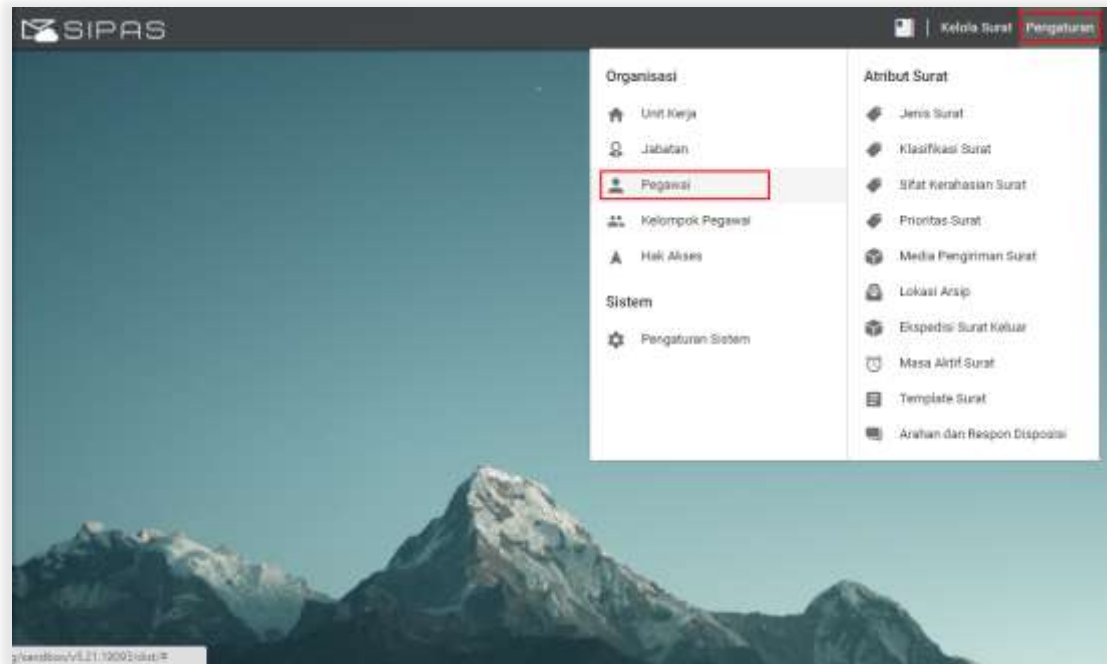 SIPAS
Kelola Surat
Pengaturan
Organisasi
Unit Kerja
Jabatan
Pegawai
Kelompok Pegawai
Hak Akses
Sistem
Pengaturan Sistem
Atribut Surat
Jenis Surat
Klasifikasi Surat
Sifat Kerahasian Surat
Prioritas Surat
Media Pengiriman Surat
Lokasi Arsip
Ekspedisi Surat Keluar
Masa Aktif Surat
Template Surat
Arahan dan Respon Disposisi